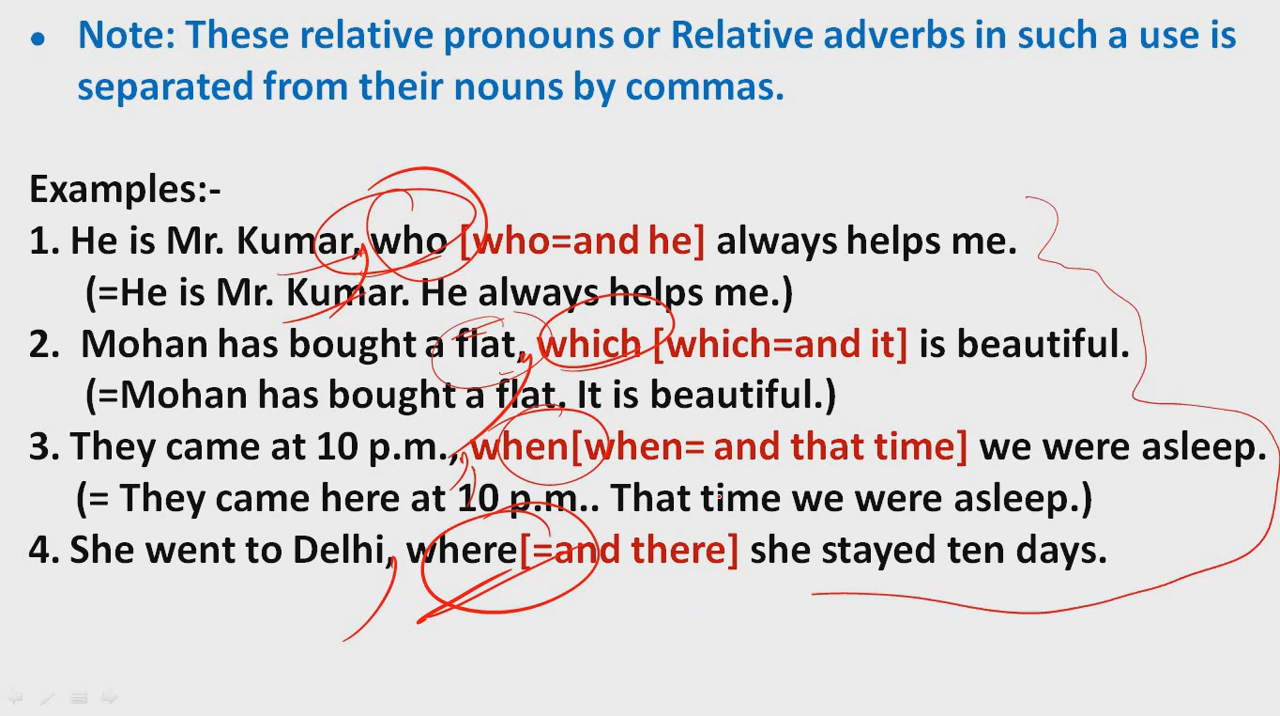 • Note: These relative pronouns or Relative adverbs in such a use is
separated from their nouns by commas.
Examples:-
1. He is Mr. Kumar, who [who=and he] always helps me.
(=He is Mr. Kumar. He always helps me.)
2. Mohan has bought a flat, which [which=and it] is beautiful.
(=Mohan has bought a flat. It is beautiful.)
3. They came at 10 p.m., when[when= and that time] we were asleep.
(= They came here at 10 p.m.. That time we were asleep.)
4. She went to Delhi, where[=and there] she stayed ten days.